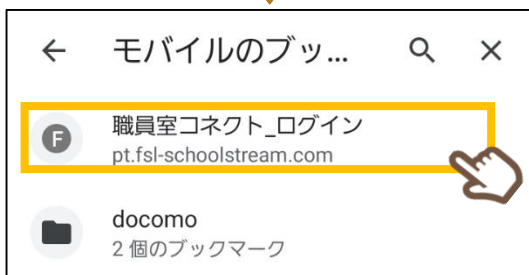 モバイルのブッ...
F
職員室コネクト_ログイン
pt.fsl-schoolstream.com
docomo
2 個のブックマーク